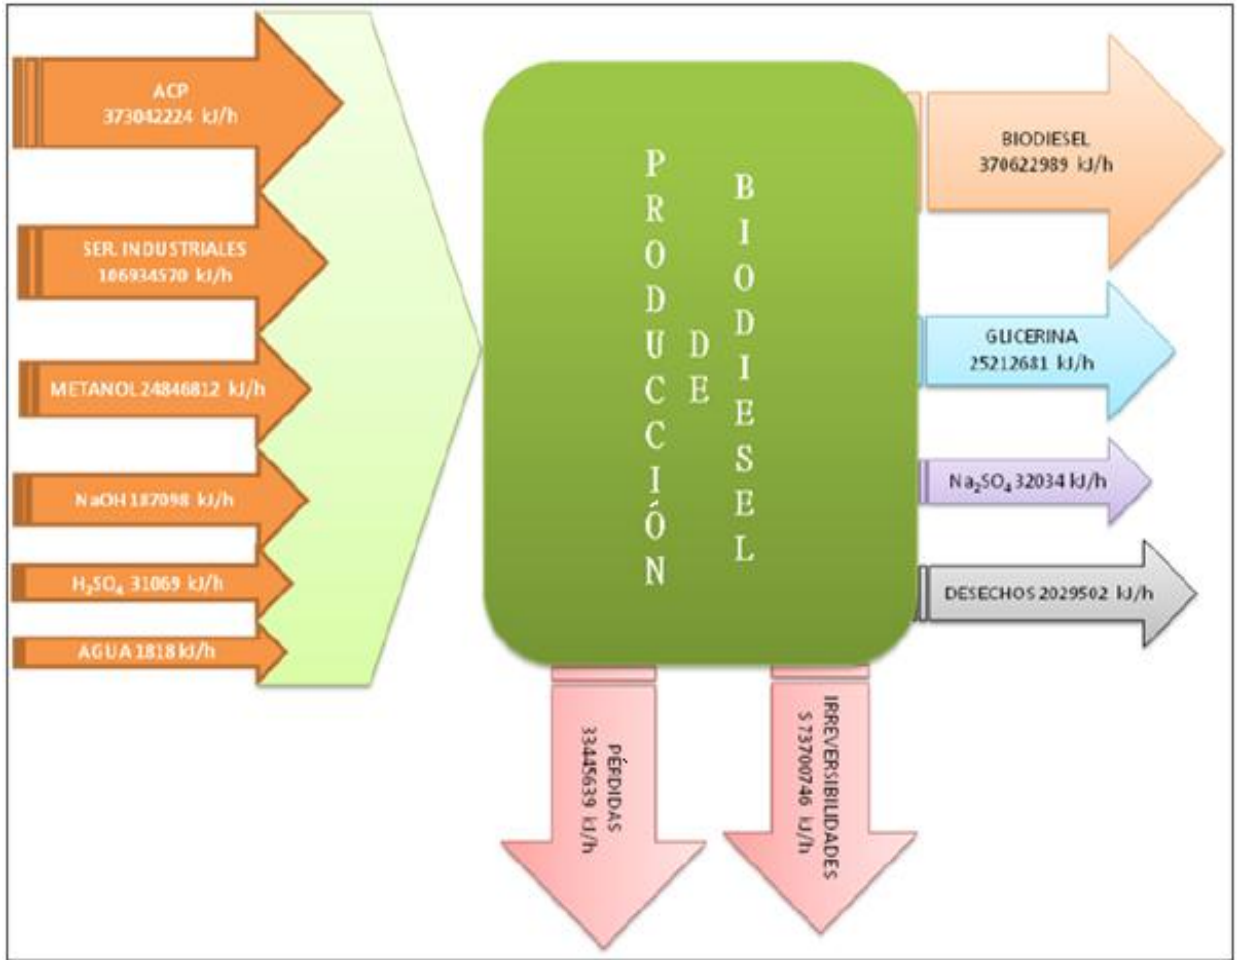 ACP
373042224 kJ/h
SER. INDUSTRIALES
106934570 kJ/h
METANOL 24846812 kJ/h
NaOH 187098 kJ/h
H₂SO₄ 31069 kJ/h
AGUA 1818 kJ/h
PRODUCCIÓN
DE
BIODIESEL
BIODIESEL
370622989 kJ/h
GLICERINA
25212681 kJ/h
Na₂SO₄ 32034 kJ/h
DESECHOS 2029502 kJ/h
PÉRDIDAS
33445639 kJ/h
IRREVERSIBILIDADES
S 73700746 kJ/h